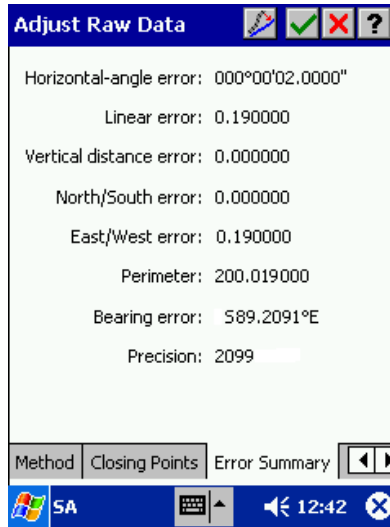 Adjust Raw Data ?
Horizontal-angle error: 000°00'02.0000"
Linear error: 0.190000
Vertical distance error: 0.000000
North/South error: 0.000000
East/West error: 0.190000
Perimeter: 200.019000
Bearing error: S89.2091°E
Precision: 2099
Method Closing Points Error Summary
SA 12:42